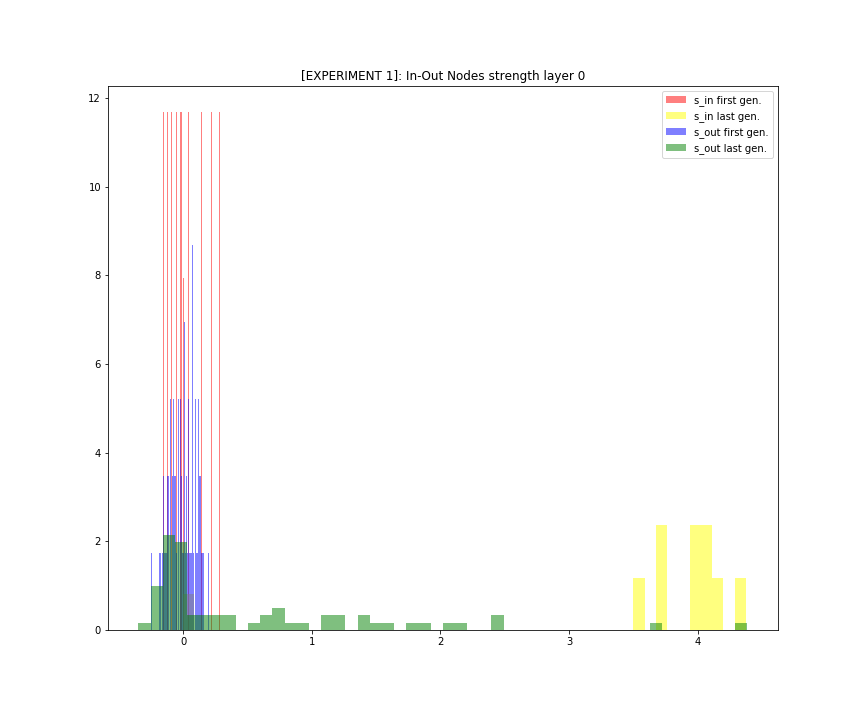 [EXPERIMENT 1]: In-Out Nodes strength layer 0
12
10
8
6
4
2
0
s_in first gen.
s_in last gen.
s_out first gen.
s_out last gen.
0 1 2 3 4